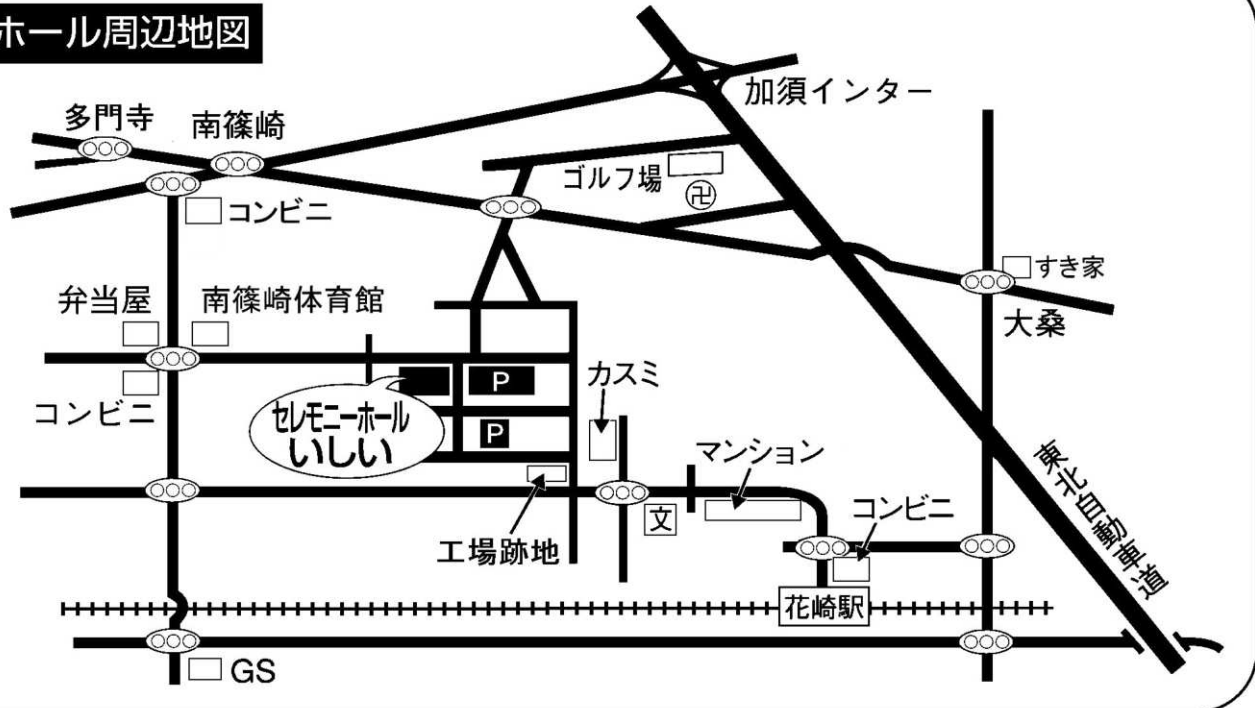 ホール周辺地図
加須インター
多門寺
南篠崎
ゴルフ場
卍
コンビニ
すき家
大桑
弁当屋
南篠崎体育館
カスミ
P
コンビニ
セレモニーホール
いしい
P
マンション
東北自動車道
コンビニ
文
工場跡地
花崎駅
GS